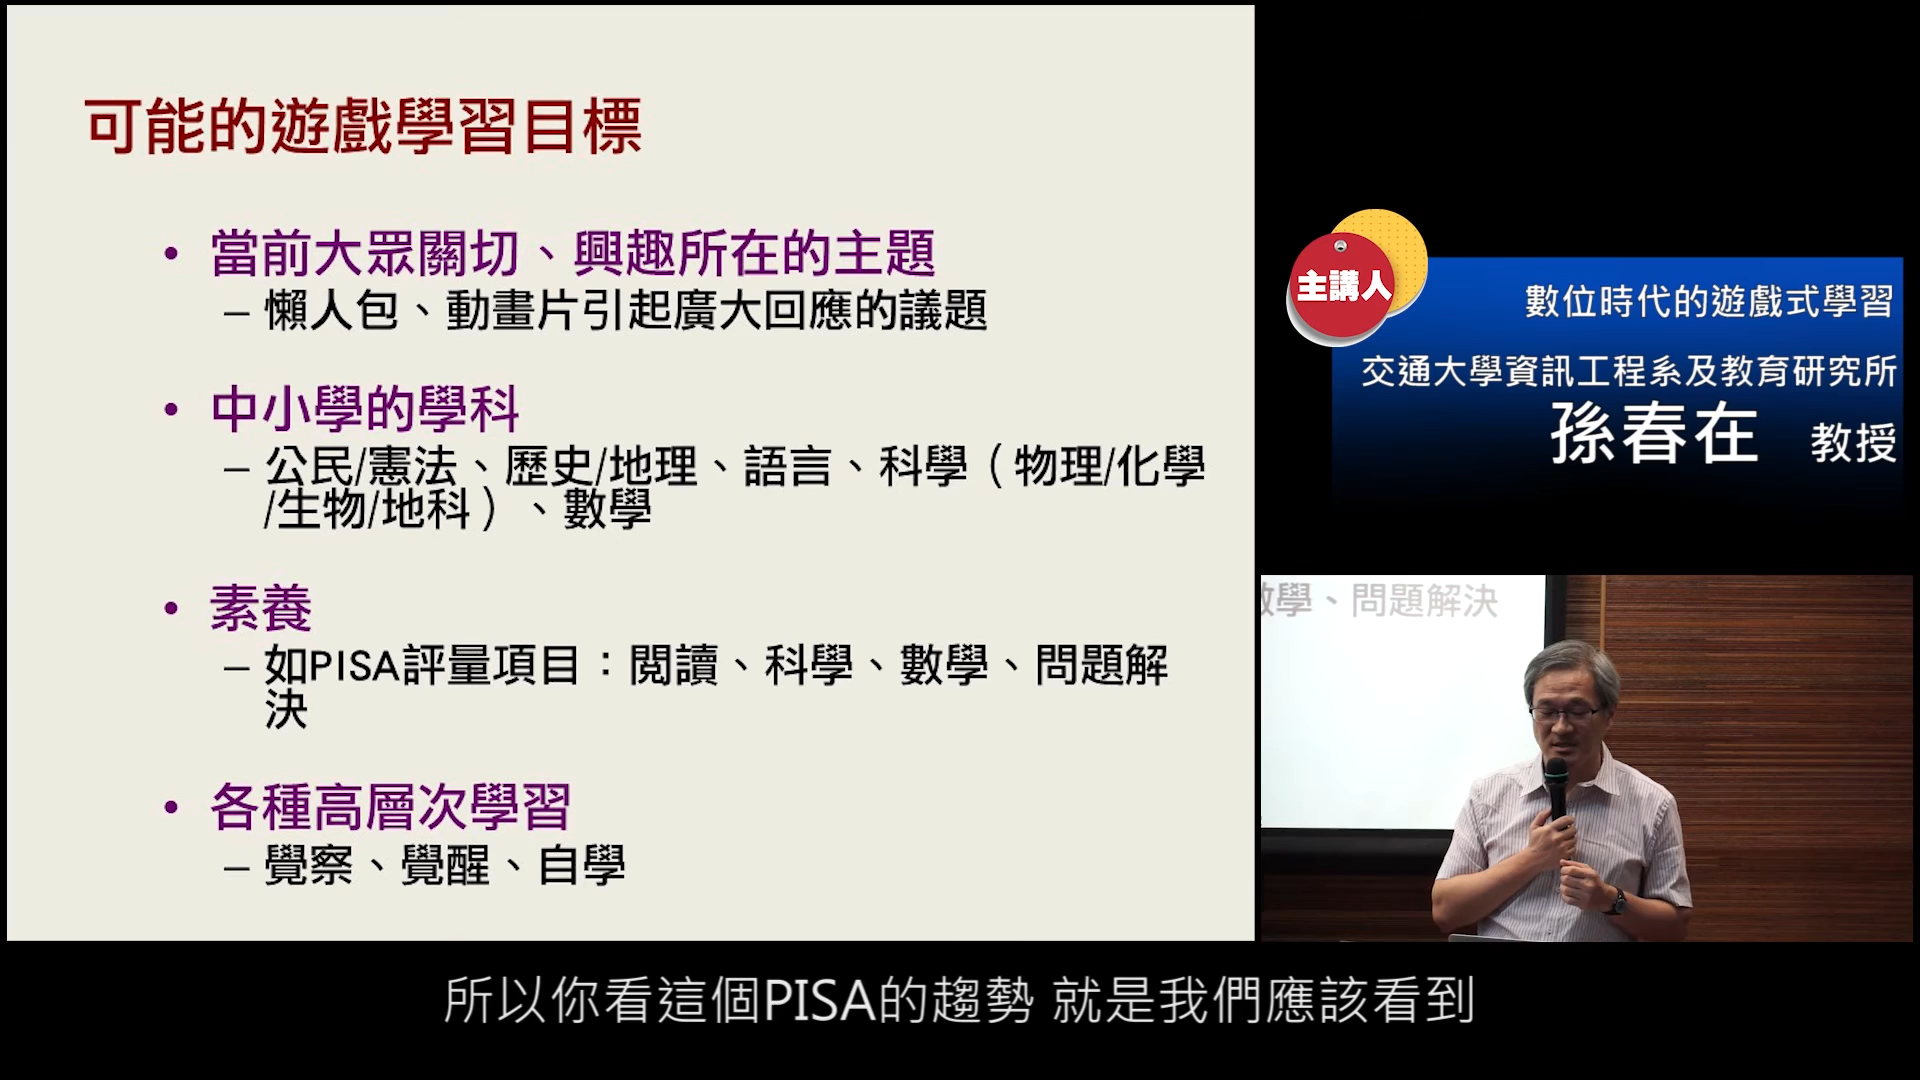 可能的遊戲學習目標
• 當前大眾關切、興趣所在的主題
– 懶人包、動畫片引起廣大回應的議題
• 中小學的學科
– 公民/憲法、歷史/地理、語言、科學（物理/化學
/生物/地科）、數學
• 素養
– 如PISA評量項目：閱讀、科學、數學、問題解
決
• 各種高層次學習
– 覺察、覺醒、自學
主講人
數位時代的遊戲式學習
交通大學資訊工程系及教育研究所
孫春在 教授
數學、問題解決
所以你看這個PISA的趨勢 就是我們應該看到